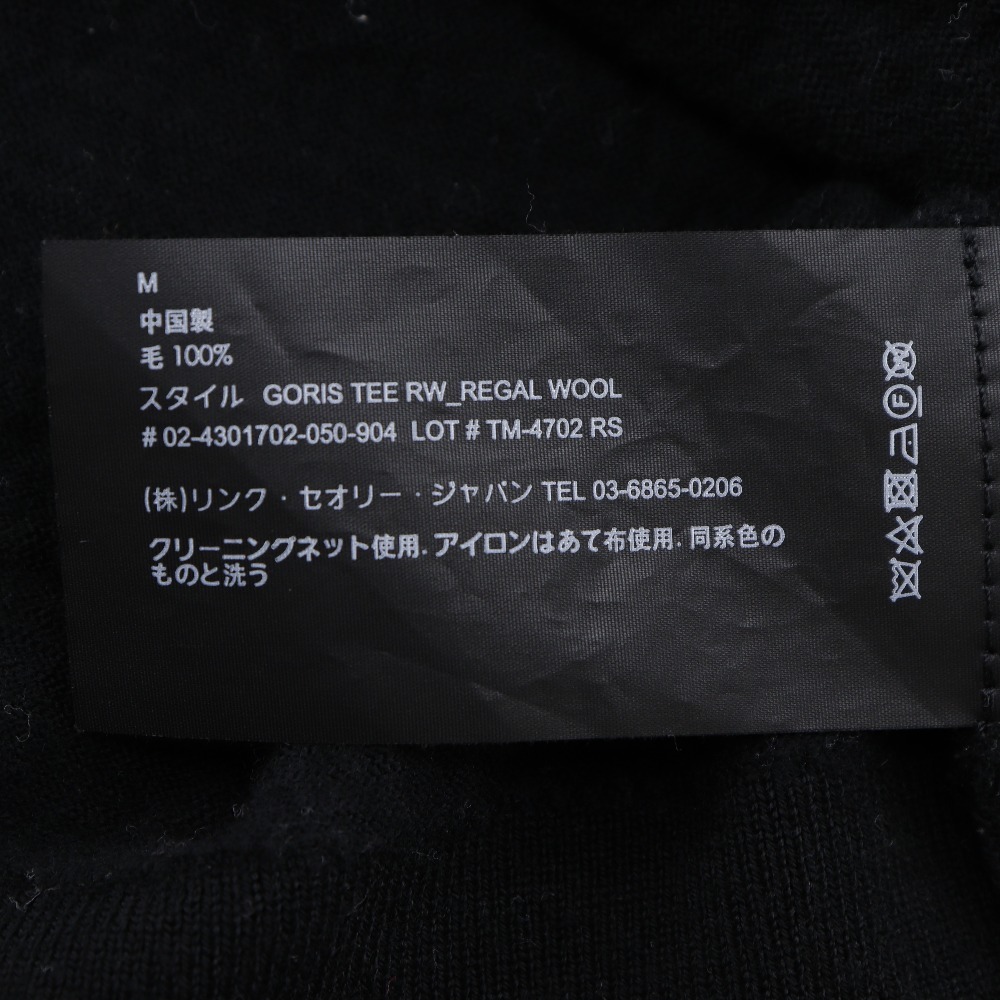 M
中国製
毛 100%
スタイル GORIS TEE RW_REGAL WOOL
# 02-4301702-050-904 LOT # TM-4702 RS
(株)リンク・セオリー・ジャパン TEL 03-6865-0206
クリーニングネット使用. アイロンはあて布使用. 同系色の
ものと洗う
F